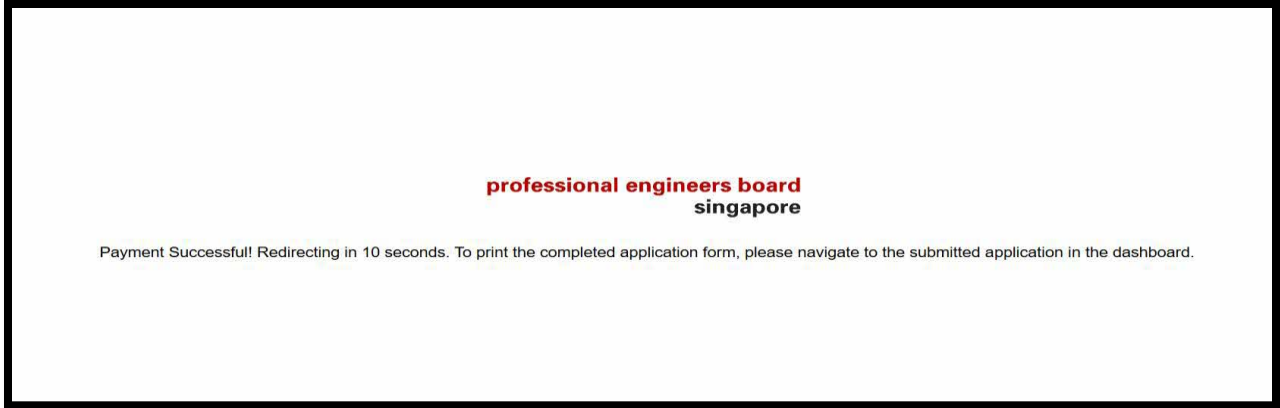 professional engineers board
singapore
Payment Successful! Redirecting in 10 seconds. To print the completed application form, please navigate to the submitted application in the dashboard.